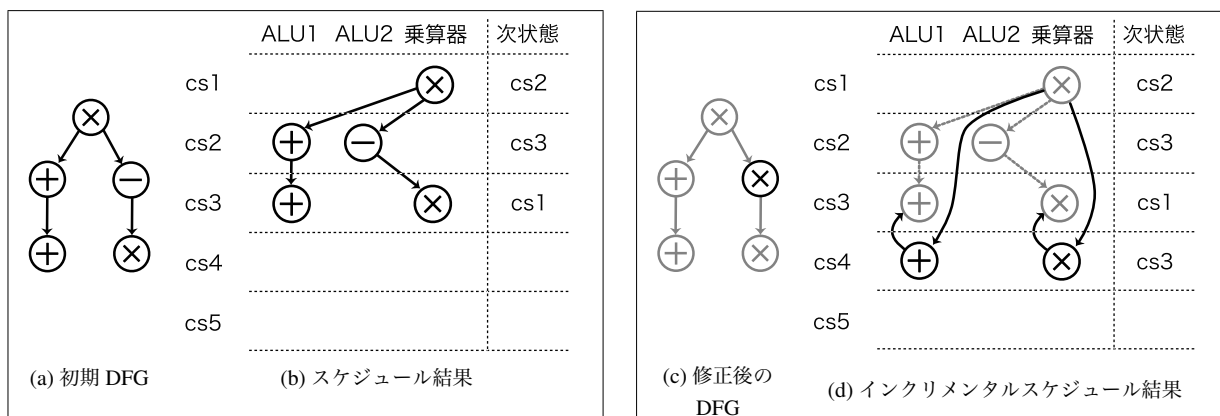 ALU1 ALU2 乗算器 次状態
cs1 cs2
cs2 cs3
cs3 cs1
cs4
cs5
(a) 初期 DFG
(b) スケジュール結果
ALU1 ALU2 乗算器 次状態
cs1 cs2
cs2 cs3
cs3 cs1
cs4 cs3
cs5
(c) 修正後の
DFG
(d) インクリメンタルスケジュール結果